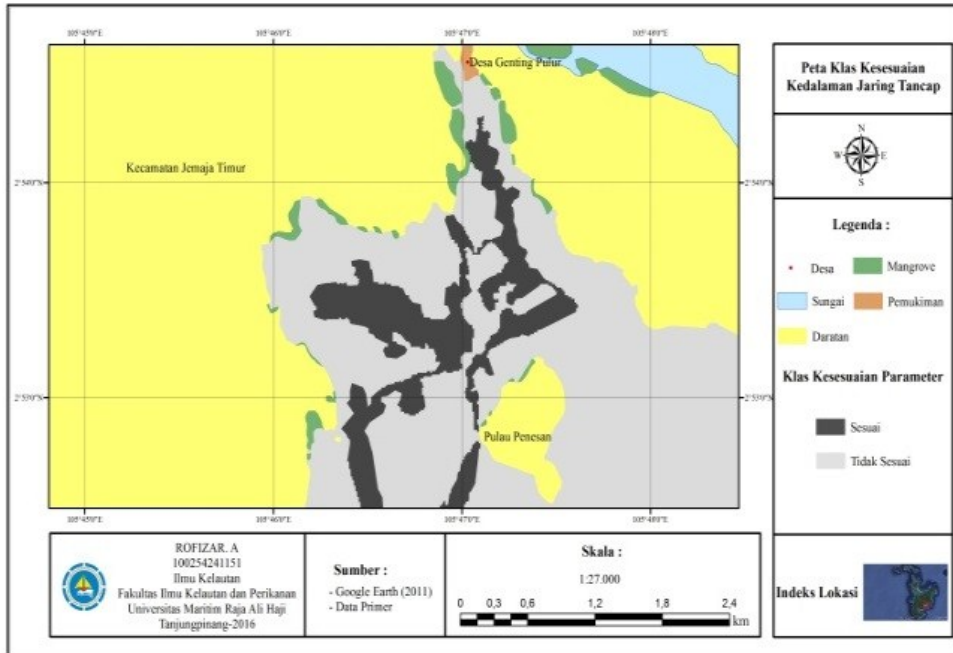 105°45'0"E
105°46'0"E
105°47'0"E
105°48'0"E
Desa Genting Pulur
Kecamatan Jemaja Timur
2°54'0"N
2°54'0"N
2°53'0"N
2°53'0"N
Pulau Penesan
105°45'0"E
105°46'0"E
105°47'0"E
105°48'0"E
Peta Klas Kesesuaian
Kedalaman Jaring Tancap
N
W
E
S
Legenda :
Desa
Mangrove
Sungai
Pemukiman
Daratan
Klas Kesesuaian Parameter
Sesuai
Tidak Sesuai
ROFIZAR. A
100254241151
Ilmu Kelautan
Fakultas Ilmu Kelautan dan Perikanan
Universitas Maritim Raja Ali Haji
Tanjungpinang-2016
Sumber :
- Google Earth (2011)
- Data Primer
Skala :
1:27.000
0 0,3 0,6 1,2 1,8 2,4
km
Indeks Lokasi